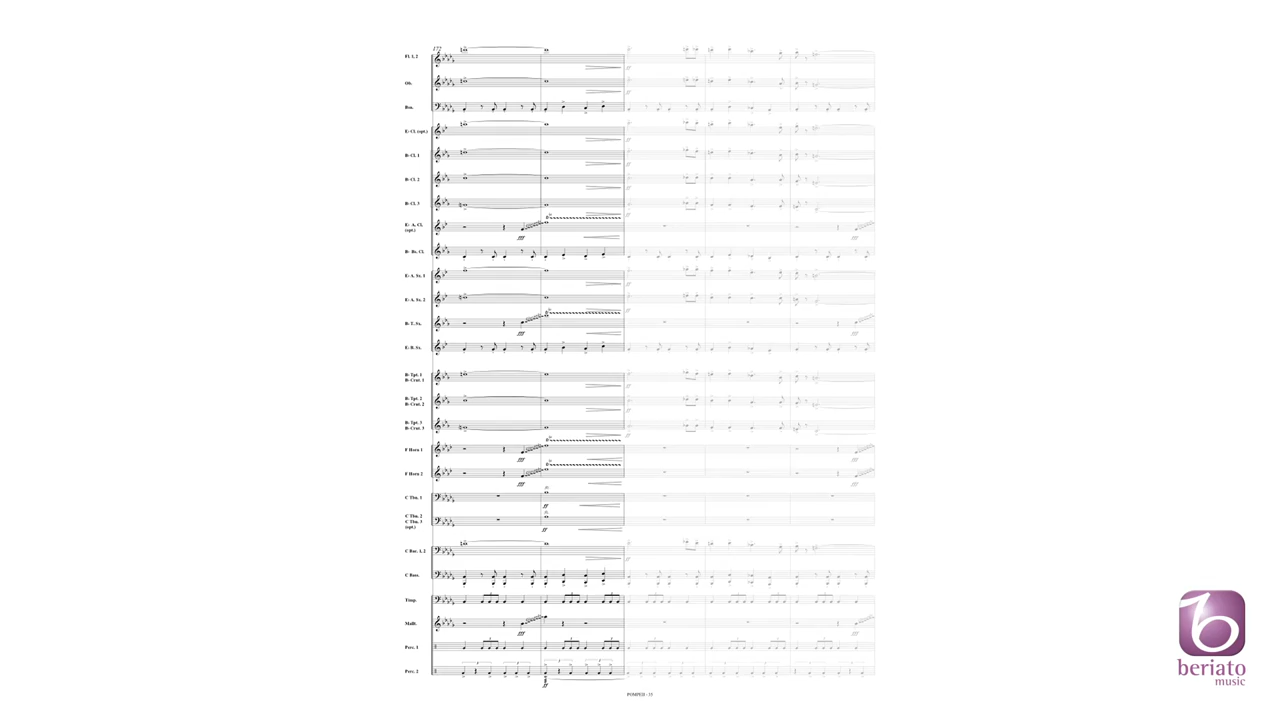 Fl. 1, 2
Ob.
Bsn.
E♭ Cl. (opt.)
B♭ Cl. 1
B♭ Cl. 2
B♭ Cl. 3
E♭ A. Cl.
(opt.)
B♭ Bs. Cl.
E♭ A. Sx. 1
E♭ A. Sx. 2
B♭ T. Sx.
E♭ B. Sx.
B♭ Tpt. 1
B♭ Crnt. 1
B♭ Tpt. 2
B♭ Crnt. 2
B♭ Tpt. 3
B♭ Crnt. 3
F Horn 1
F Horn 2
C Tbn. 1
C Tbn. 2
C Tbn. 3
(opt.)
C Bar. 1, 2
C Bass.
Timp.
Mallt.
Perc. 1
Perc. 2
POMPEII - 35
beriato
music